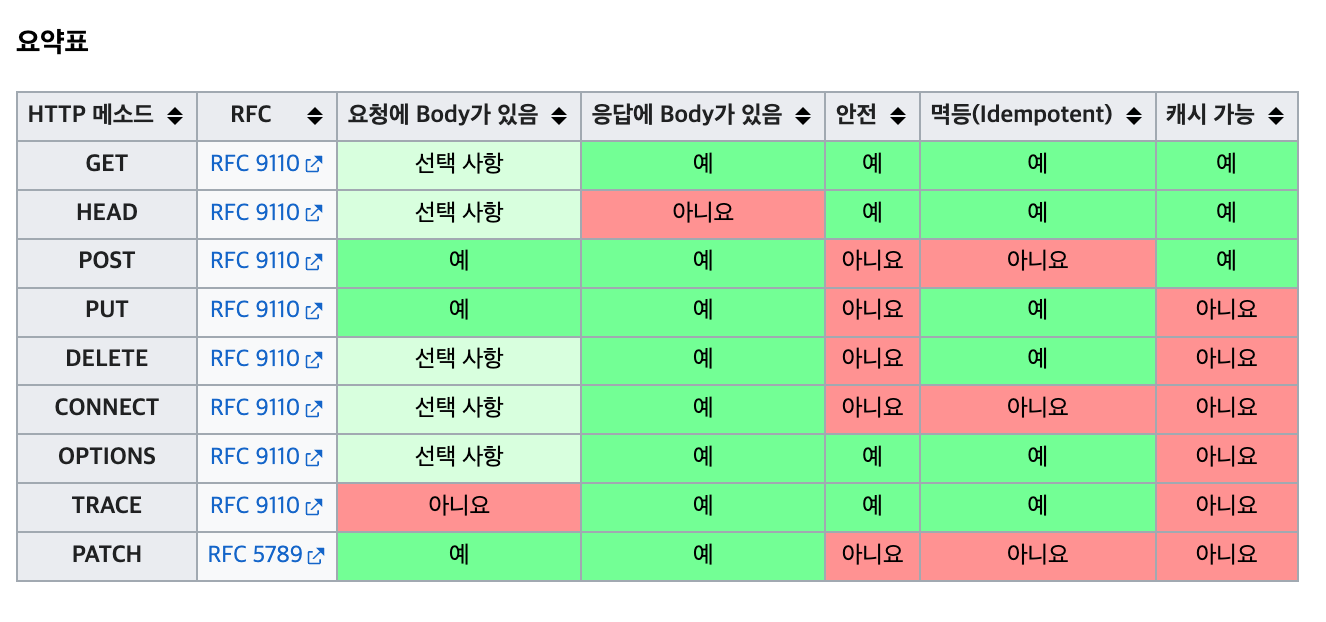 요약표
HTTP 메소드 RFC 요청에 Body가 있음 응답에 Body가 있음 안전 멱등(Idempotent) 캐시 가능
GET RFC 9110 선택 사항 예 예 예 예
HEAD RFC 9110 선택 사항 아니요 예 예 예
POST RFC 9110 예 예 아니요 아니요 예
PUT RFC 9110 예 예 아니요 예 아니요
DELETE RFC 9110 선택 사항 예 아니요 예 아니요
CONNECT RFC 9110 선택 사항 예 아니요 아니요 아니요
OPTIONS RFC 9110 선택 사항 예 예 예 아니요
TRACE RFC 9110 아니요 예 예 예 아니요
PATCH RFC 5789 예 예 아니요 아니요 아니요